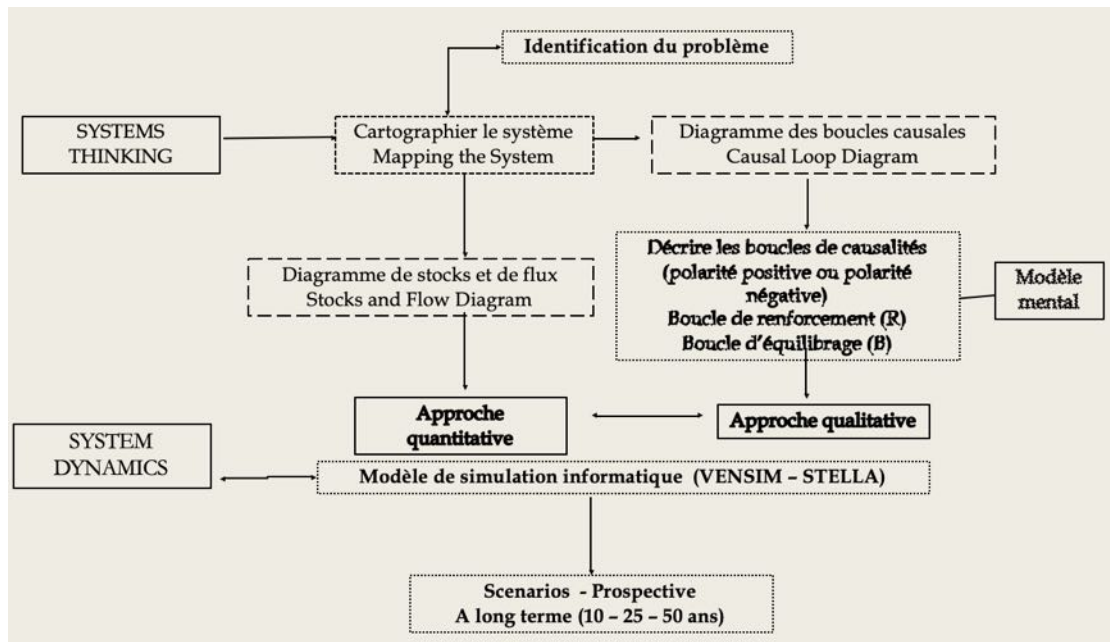 Identification du problème
SYSTEMS
THINKING
Cartographier le système
Mapping the System
Diagramme des boucles causales
Causal Loop Diagram
Diagramme de stocks et de flux
Stocks and Flow Diagram
Décrire les boucles de causalités
(polarité positive ou polarité
négative)
Boucle de renforcement (R)
Boucle d'équilibrage (B)
Modèle
mental
Approche
quantitative
Approche qualitative
SYSTEM
DYNAMICS
Modèle de simulation informatique (VENSIM – STELLA)
Scenarios - Prospective
A long terme (10 – 25 – 50 ans)